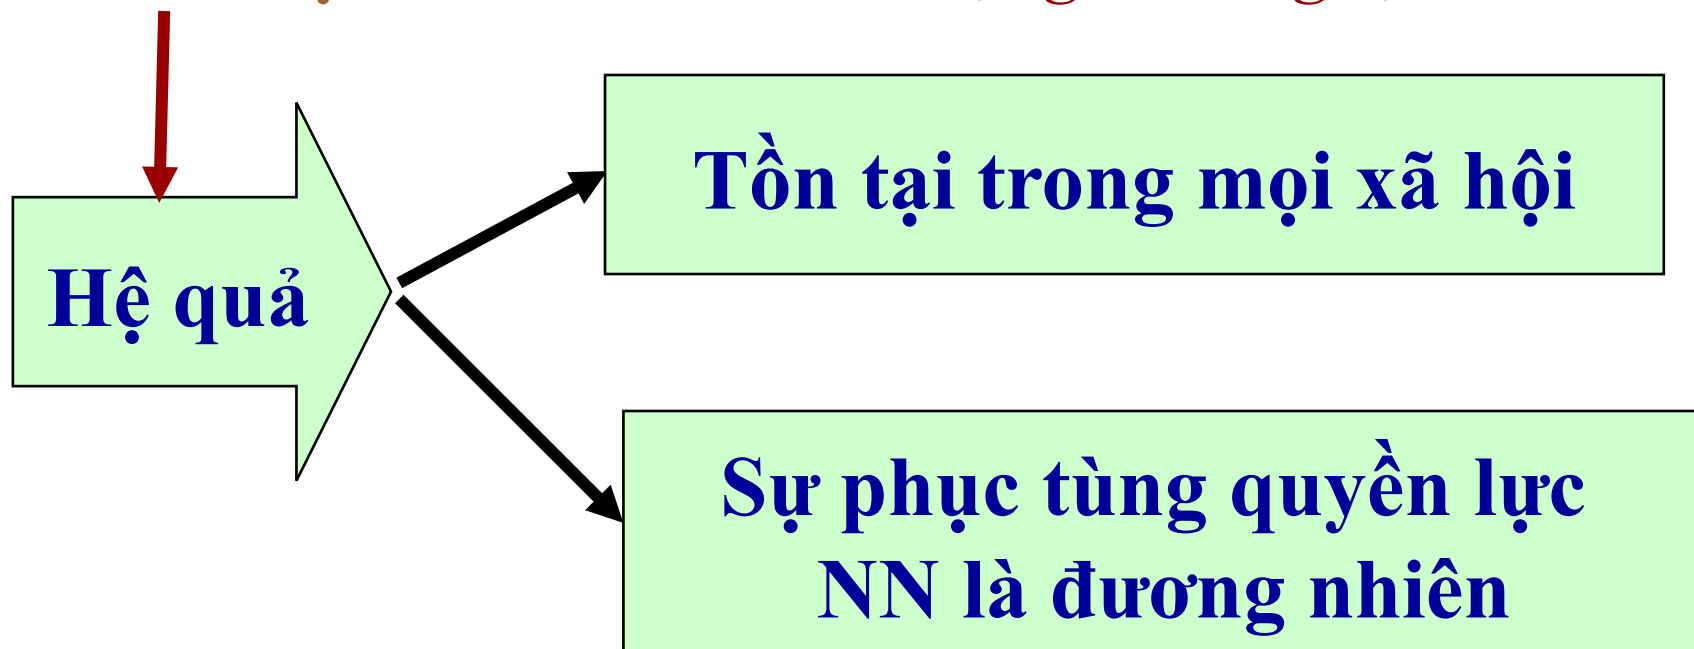 Tồn tại trong mọi xã hội
Hệ quả
Sự phục tùng quyền lực
NN là đương nhiên